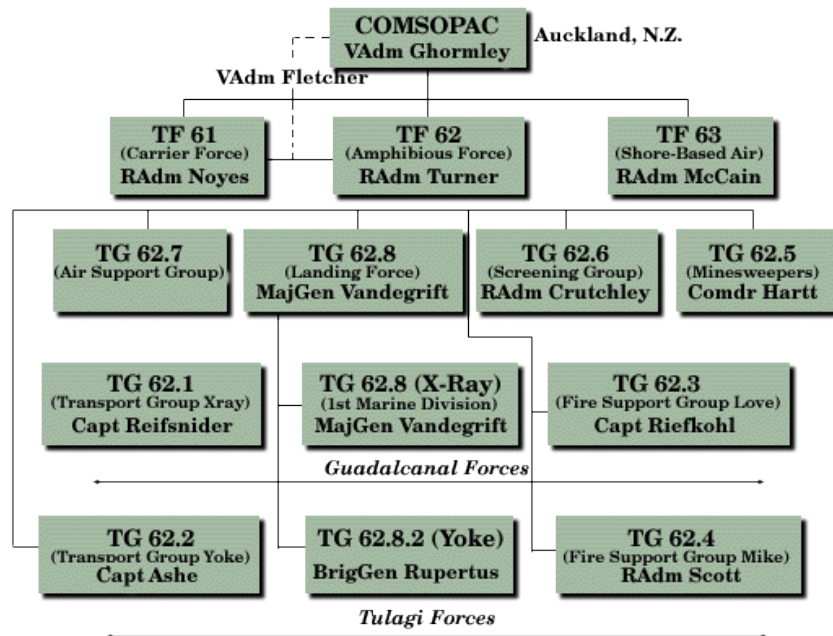 COMSOPAC
VAdm Ghormley
Auckland, N.Z.
VAdm Fletcher
TF 61
(Carrier Force)
RAdm Noyes
TF 62
(Amphibious Force)
RAdm Turner
TF 63
(Shore-Based Air)
RAdm McCain
TG 62.7
(Air Support Group)
TG 62.8
(Landing Force)
MajGen Vandegrift
TG 62.6
(Screening Group)
RAdm Crutchley
TG 62.5
(Minesweepers)
Comdr Hartt
TG 62.1
(Transport Group Xray)
Capt Reifsnider
TG 62.8 (X-Ray)
(1st Marine Division)
MajGen Vandegrift
TG 62.3
(Fire Support Group Love)
Capt Riefkohl
Guadalcanal Forces
TG 62.2
(Transport Group Yoke)
Capt Ashe
TG 62.8.2 (Yoke)
BrigGen Rupertus
TG 62.4
(Fire Support Group Mike)
RAdm Scott
Tulagi Forces